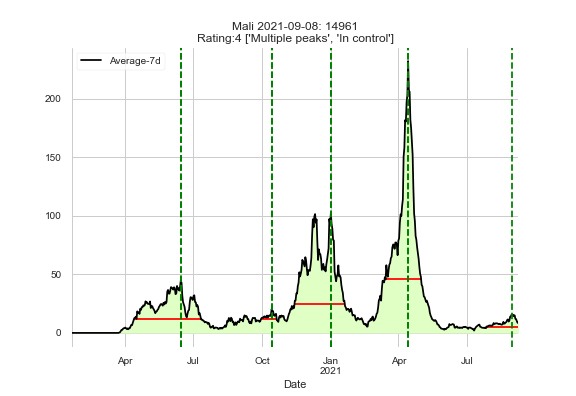 Mali 2021-09-08: 14961
Rating:4 ['Multiple peaks', 'In control']
Average-7d
200
150
100
50
0
Apr Jul Oct Jan Apr Jul
2021
Date